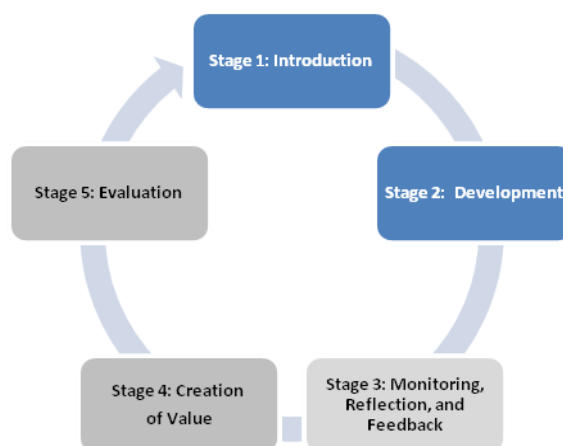 Stage 1: Introduction
Stage 2: Development
Stage 3: Monitoring,
Reflection, and
Feedback
Stage 4: Creation
of Value
Stage 5: Evaluation